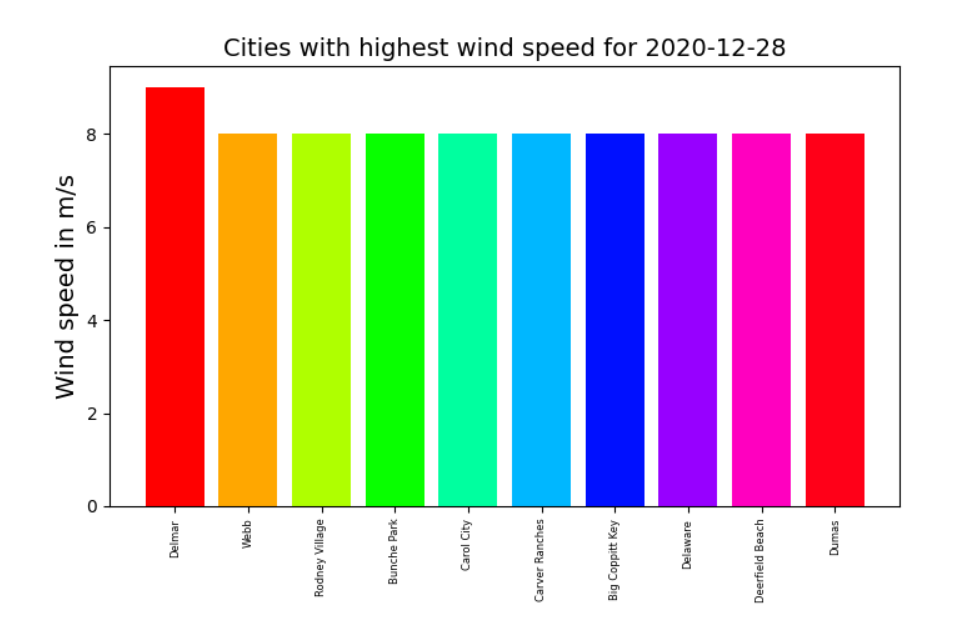 Cities with highest wind speed for 2020-12-28
Wind speed in m/s
8
6
4
2
0
Delmar
Webb
Rodney Village
Bunche Park
Carol City
Carver Ranches
Big Coppitt Key
Delaware
Deerfield Beach
Dumas